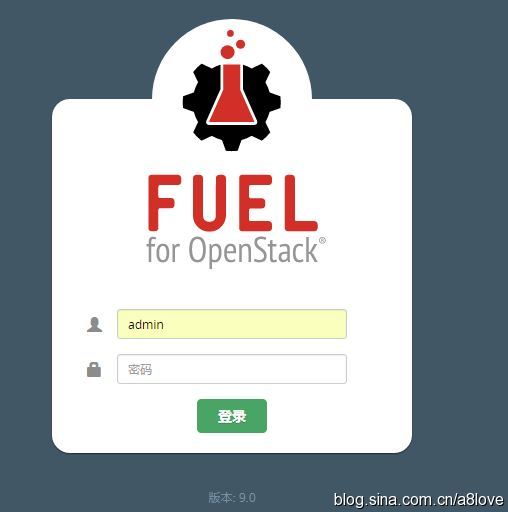 FUEL
for OpenStack®
admin
密码
登录
版本: 9.0
blog.sina.com.cn/a8love